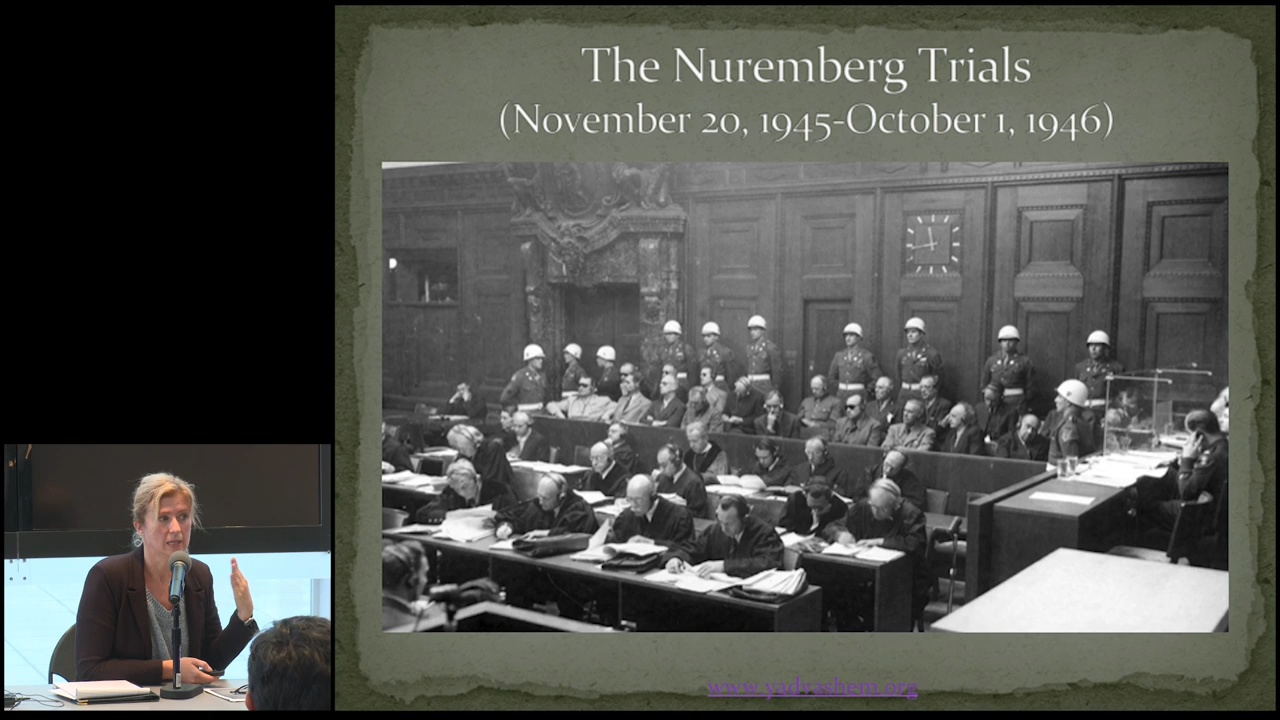 The Nuremberg Trials
(November 20, 1945-October 1, 1946)
www.yadvashem.org